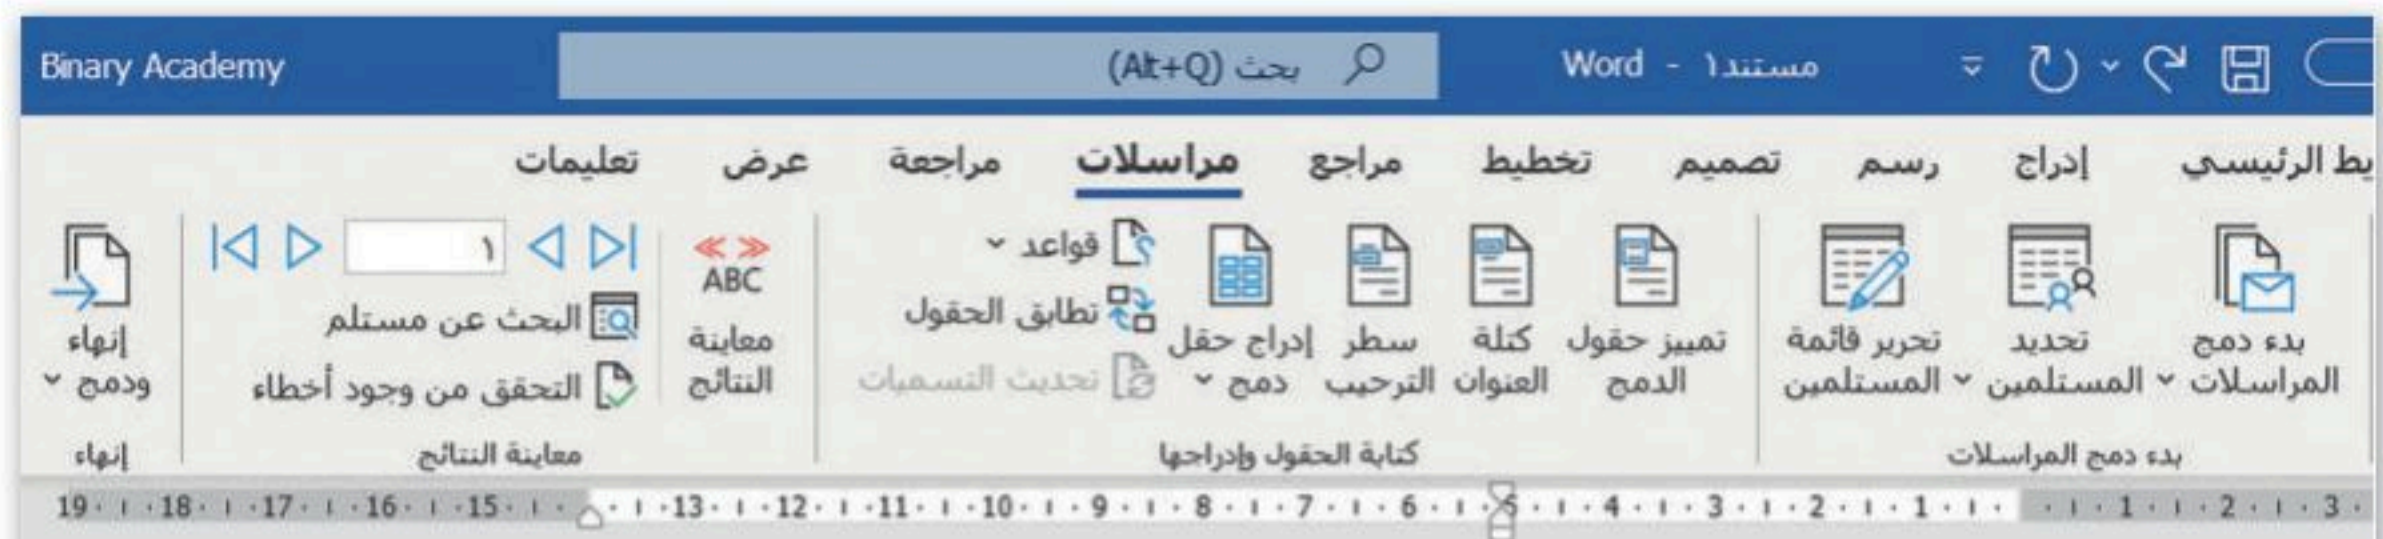 مستند١ - Word
بحث (Alt+Q)
Binary Academy
يط الرئيسي إدراج رسم تصميم تخطيط مراجع مراسلات مراجعة عرض تعليمات
بدء دمج
المراسلات
تحديد
المستلمين
تحرير قائمة
المستلمين
بدء دمج المراسلات
تمييز حقول
الدمج
كتلة
العنوان
سطر
الترحيب
إدراج حقل
دمج
قواعد
تطابق الحقول
تحديث التسميات
كتابة الحقول وإدراجها
ABC
معاينة
النتائج
١
البحث عن مستلم
التحقق من وجود أخطاء
معاينة النتائج
إنهاء
ودمج
إنهاء
19 18 17 16 15 13 12 11 10 9 8 7 6 5 4 3 2 1 1 2 3